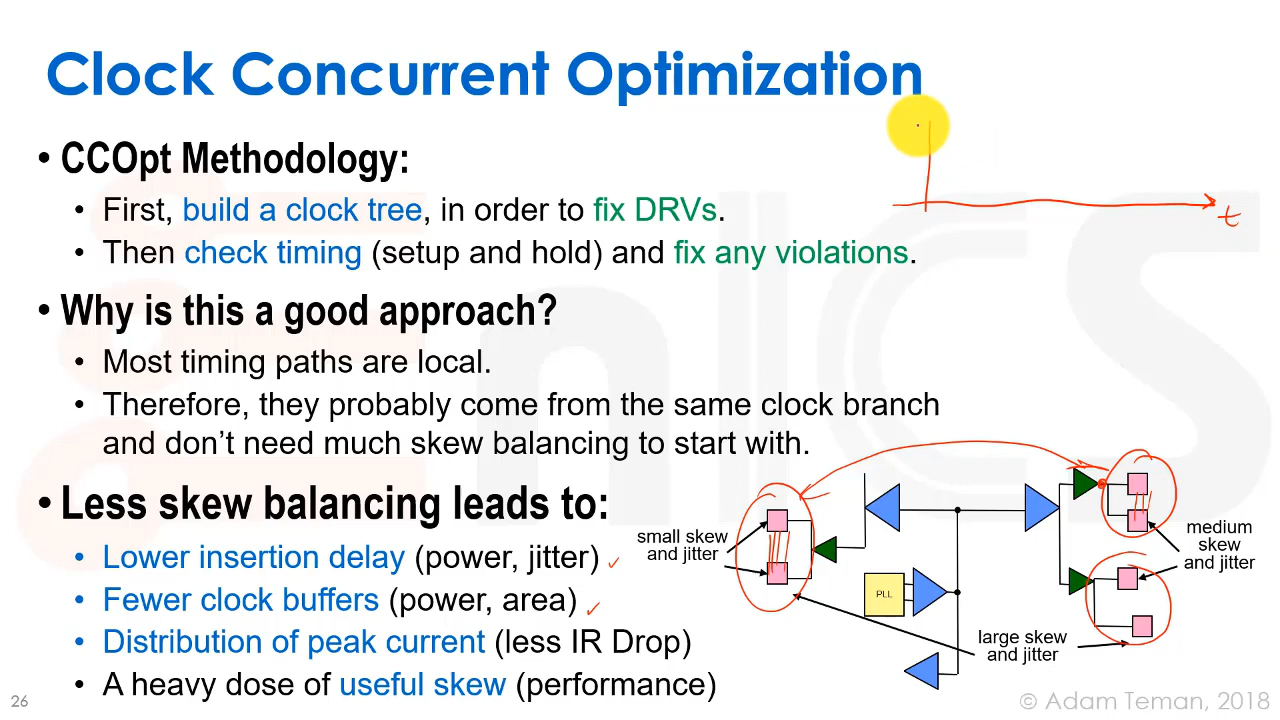 Clock Concurrent Optimization
• CCOpt Methodology:
• First, build a clock tree, in order to fix DRVs.
• Then check timing (setup and hold) and fix any violations.
t
• Why is this a good approach?
• Most timing paths are local.
• Therefore, they probably come from the same clock branch
and don't need much skew balancing to start with.
• Less skew balancing leads to:
• Lower insertion delay (power, jitter)
• Fewer clock buffers (power, area)
• Distribution of peak current (less IR Drop)
• A heavy dose of useful skew (performance)
small skew
and jitter
PLL
medium
skew
and jitter
large skew
and jitter
EnICS
26
© Adam Teman, 2018